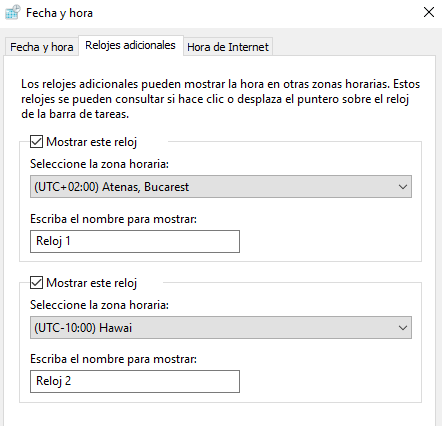 Fecha y hora
Fecha y hora Relojes adicionales Hora de Internet
Los relojes adicionales pueden mostrar la hora en otras zonas horarias. Estos
relojes se pueden consultar si hace clic o desplaza el puntero sobre el reloj
de la barra de tareas.
Mostrar este reloj
Seleccione la zona horaria:
(UTC+02:00) Atenas, Bucarest
Escriba el nombre para mostrar:
Reloj 1
Mostrar este reloj
Seleccione la zona horaria:
(UTC-10:00) Hawai
Escriba el nombre para mostrar:
Reloj 2